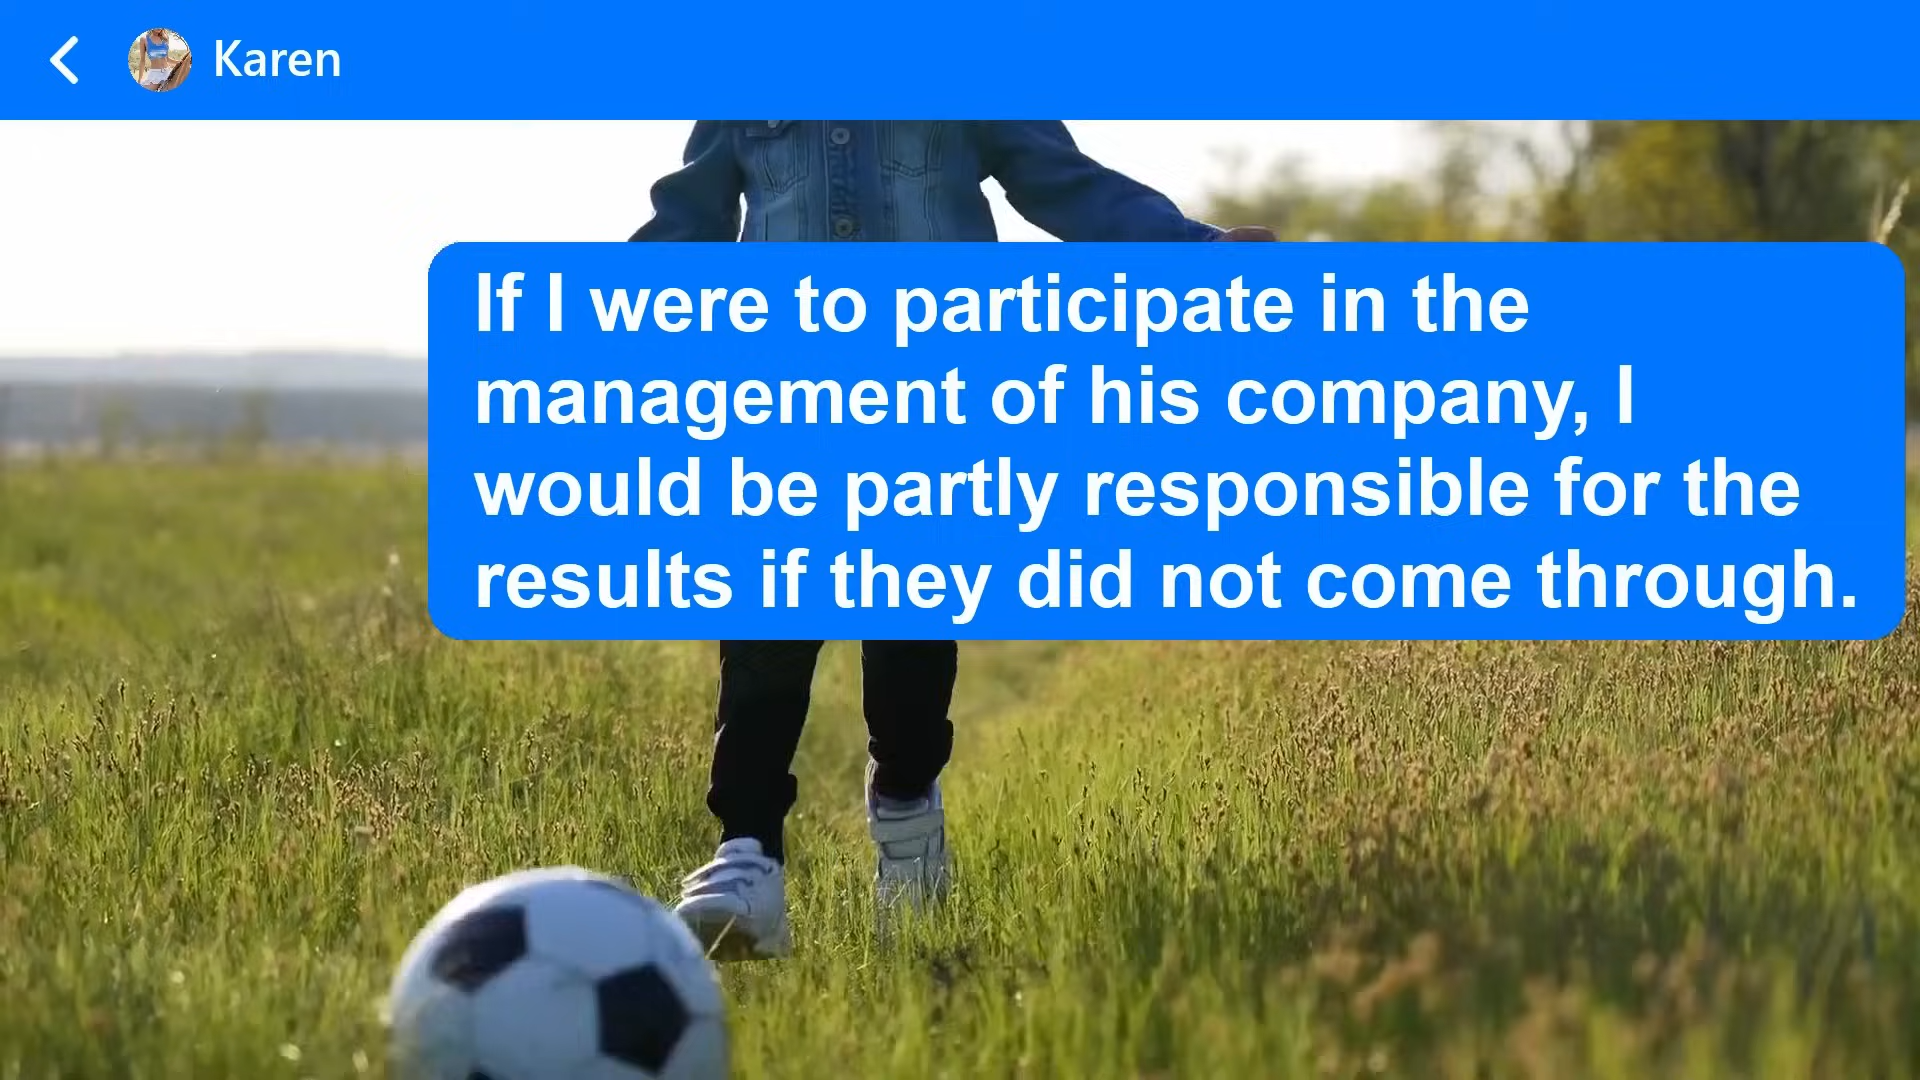 Karen
If I were to participate in the
management of his company, I
would be partly responsible for the
results if they did not come through.